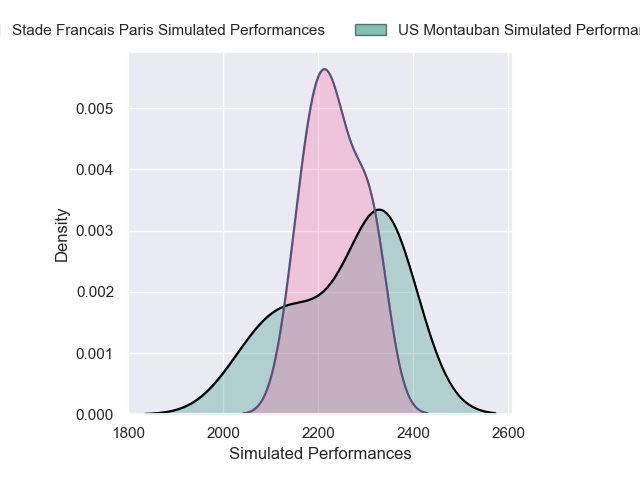 Stade Francais Paris Simulated Performances
US Montauban Simulated
0.005
0.004
0.003
0.002
0.001
0.000
Density
1800 2000 2200 2400 2600
Simulated Performances